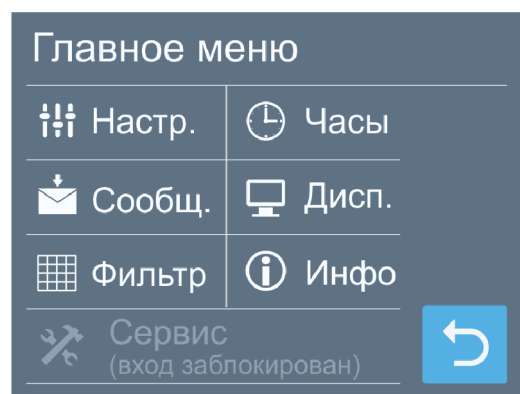 Главное меню
Настр.
Часы
Сообщ.
Дисп.
Фильтр
Инфо
Сервис
(вход заблокирован)